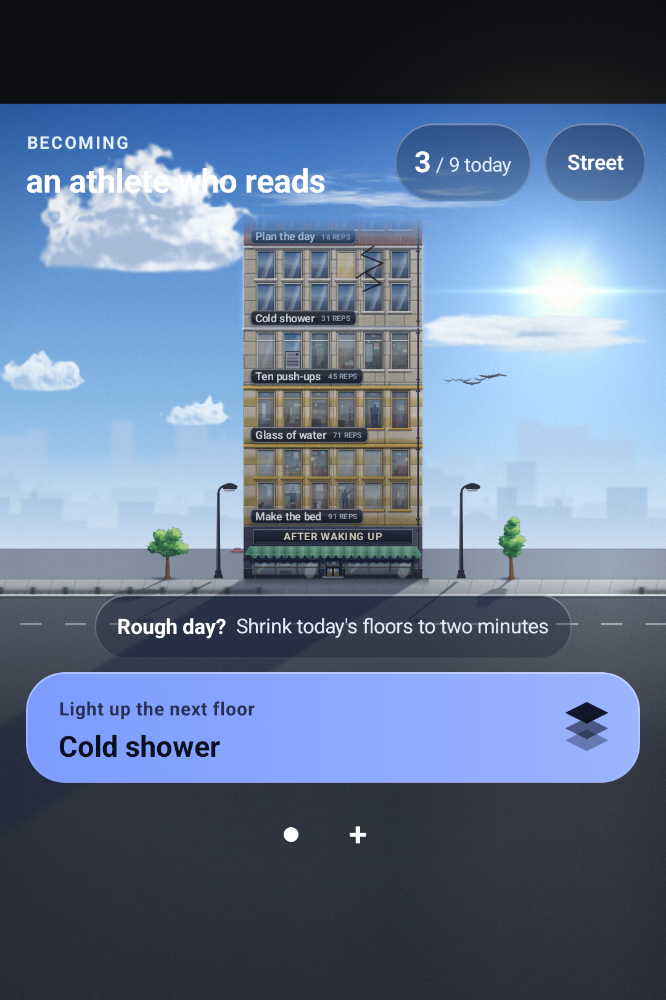 BECOMING
an athlete who reads
3 / 9 today
Street
Plan the day 18 REPS
Cold shower 31 REPS
Ten push-ups 45 REPS
Glass of water 71 REPS
Make the bed 91 REPS
AFTER WAKING UP
Rough day? Shrink today's floors to two minutes
Light up the next floor
Cold shower